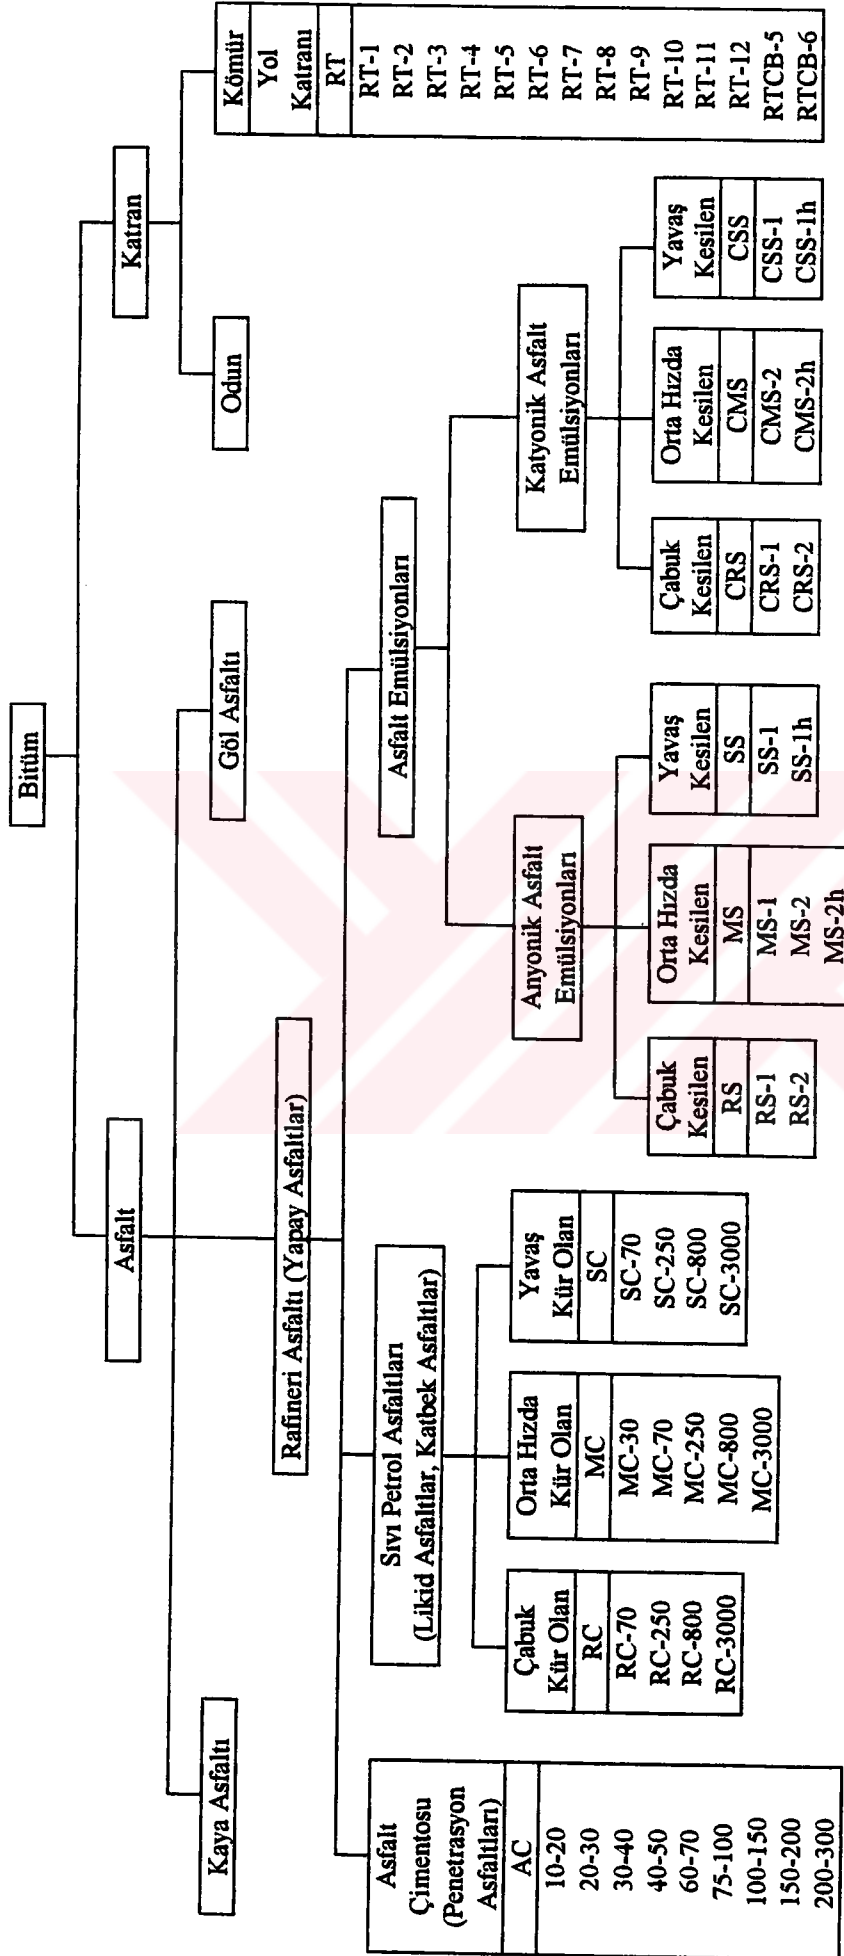 Bitüm
Asfalt
Katran
Kaya Asfaltı
Göl Asfaltı
Odun
Kömür
Yol
Katranı
RT
RT-1
RT-2
RT-3
RT-4
RT-5
RT-6
RT-7
RT-8
RT-9
RT-10
RT-11
RT-12
RTCB-5
RTCB-6
Rafineri Asfaltı (Yapay Asfaltlar)
Asfalt
Çimentosu
(Penetrasyon
Asfaltları)
AC
10-20
20-30
30-40
40-50
60-70
75-100
100-150
150-200
200-300
Sıvı Petrol Asfaltları
(Likid Asfaltlar, Katbek Asfaltlar)
Çabuk
Kür Olan
RC
RC-70
RC-250
RC-800
RC-3000
Orta Hızda
Kür Olan
MC
MC-30
MC-70
MC-250
MC-800
MC-3000
Yavaş
Kür Olan
SC
SC-70
SC-250
SC-800
SC-3000
Asfalt Emülsiyonları
Anyonik Asfalt
Emülsiyonları
Çabuk
Kesilen
RS
RS-1
RS-2
Orta Hızda
Kesilen
MS
MS-1
MS-2
MS-2h
Yavaş
Kesilen
SS
SS-1
SS-1h
Katyonik Asfalt
Emülsiyonları
Çabuk
Kesilen
CRS
CRS-1
CRS-2
Orta Hızda
Kesilen
CMS
CMS-2
CMS-2h
Yavaş
Kesilen
CSS
CSS-1
CSS-1h